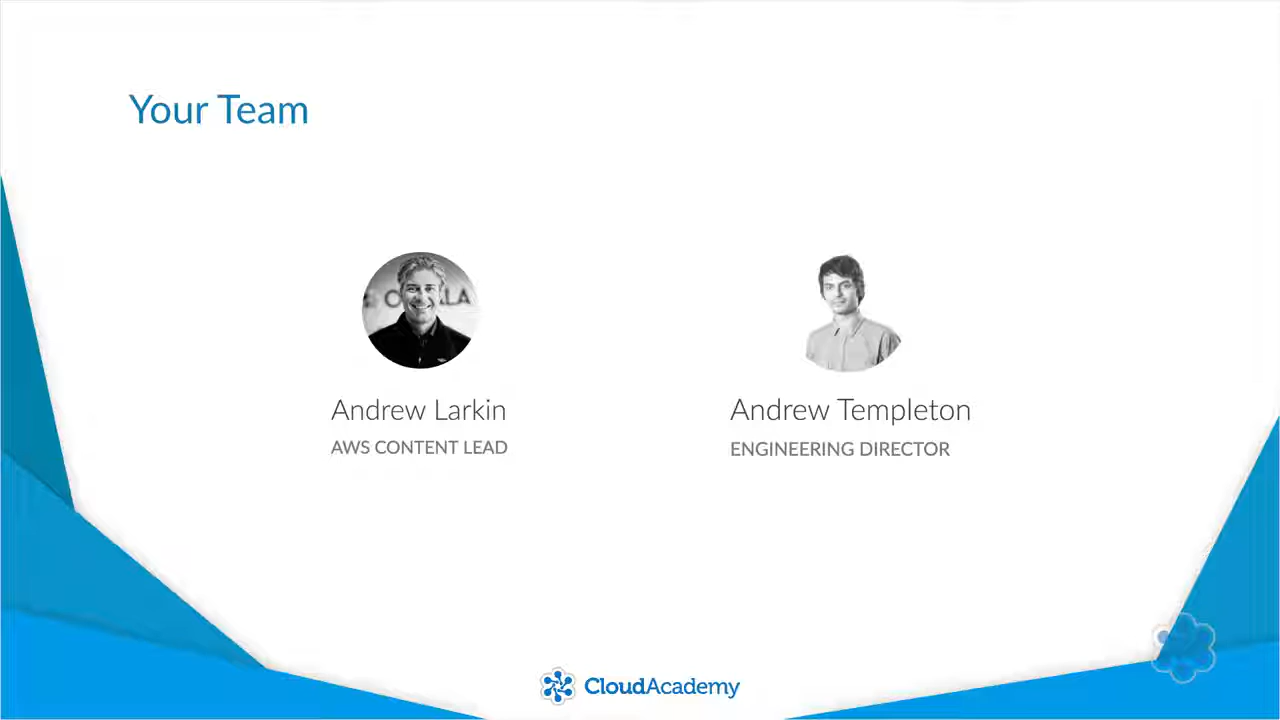 Your Team
Andrew Larkin
AWS CONTENT LEAD
Andrew Templeton
ENGINEERING DIRECTOR
CloudAcademy